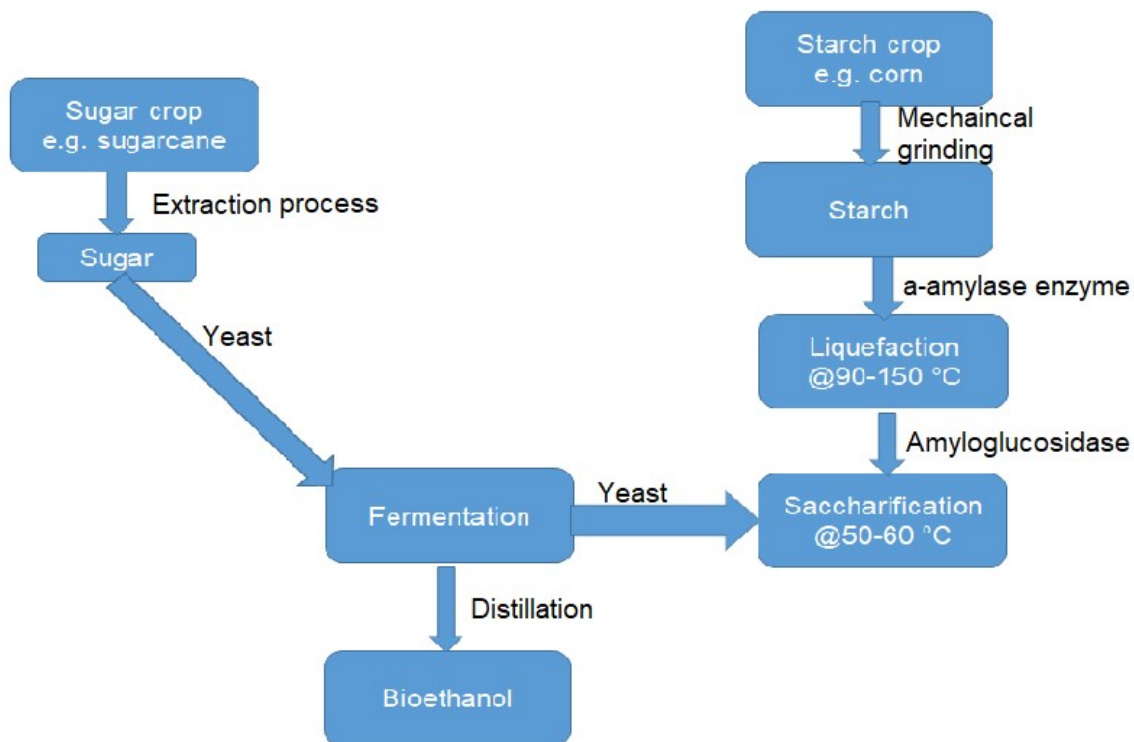 Sugar crop
e.g. sugarcane
Extraction process
Sugar
Yeast
Starch crop
e.g. corn
Mechaincal
grinding
Starch
a-amylase enzyme
Liquefaction
@90-150 °C
Amyloglucosidase
Saccharification
@50-60 °C
Yeast
Fermentation
Distillation
Bioethanol